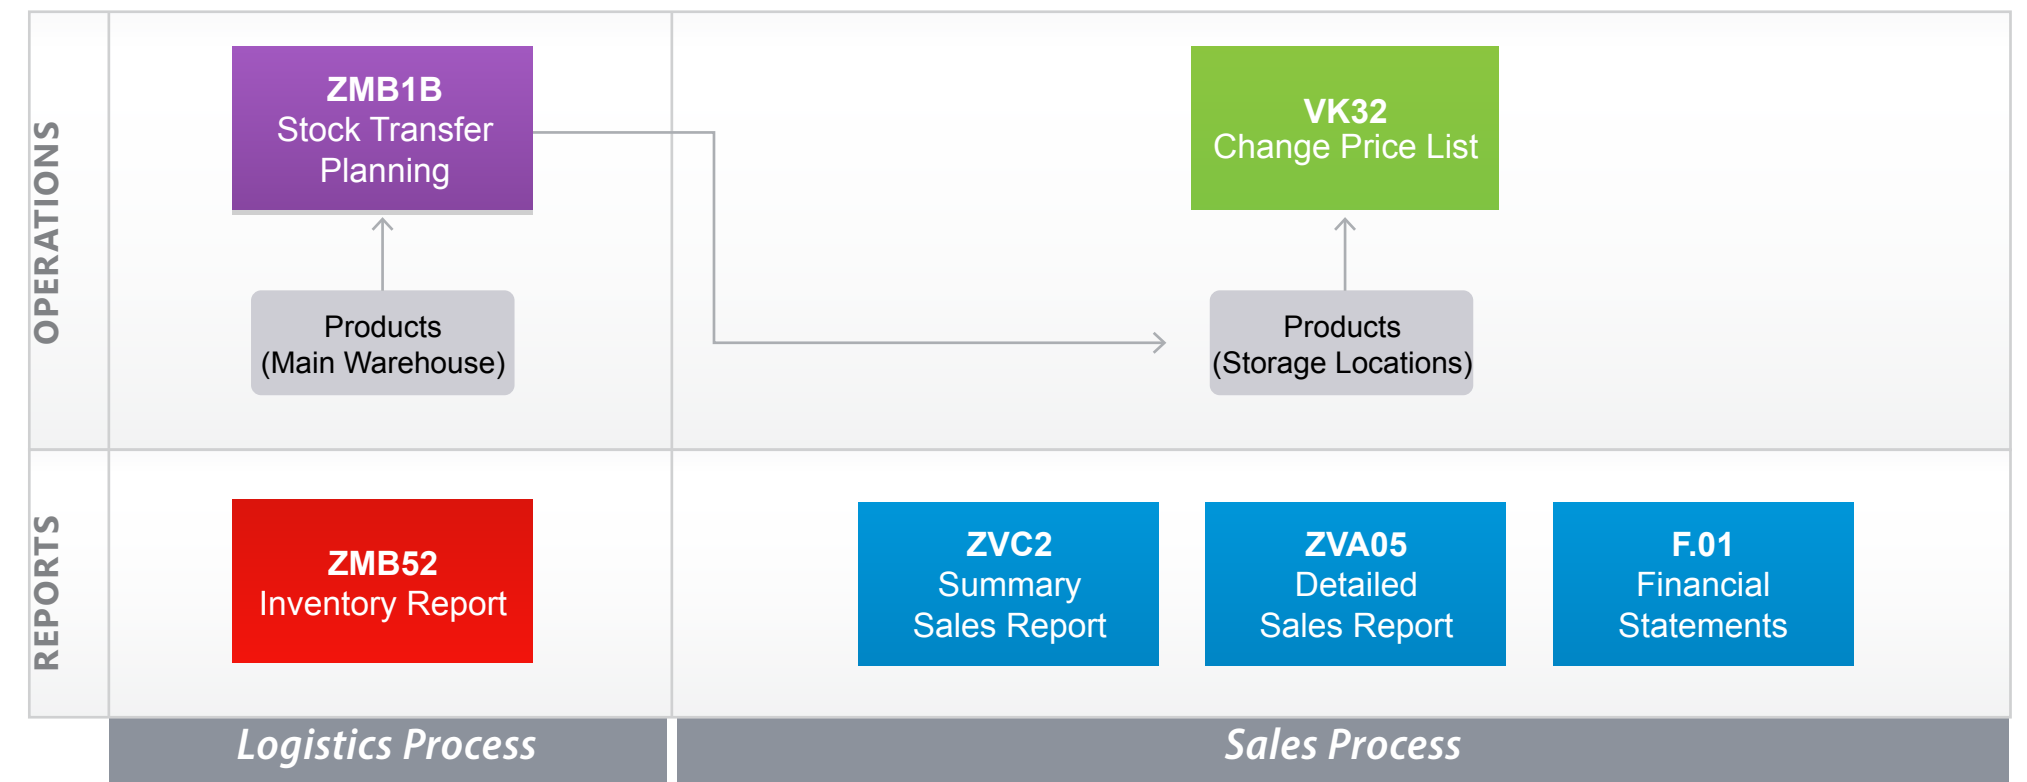 OPERATIONS
ZMB1B
Stock Transfer
Planning
Products
(Main Warehouse)
VK32
Change Price List
Products
(Storage Locations)
REPORTS
ZMB52
Inventory Report
ZVC2
Summary
Sales Report
ZVA05
Detailed
Sales Report
F.01
Financial
Statements
Logistics Process
Sales Process